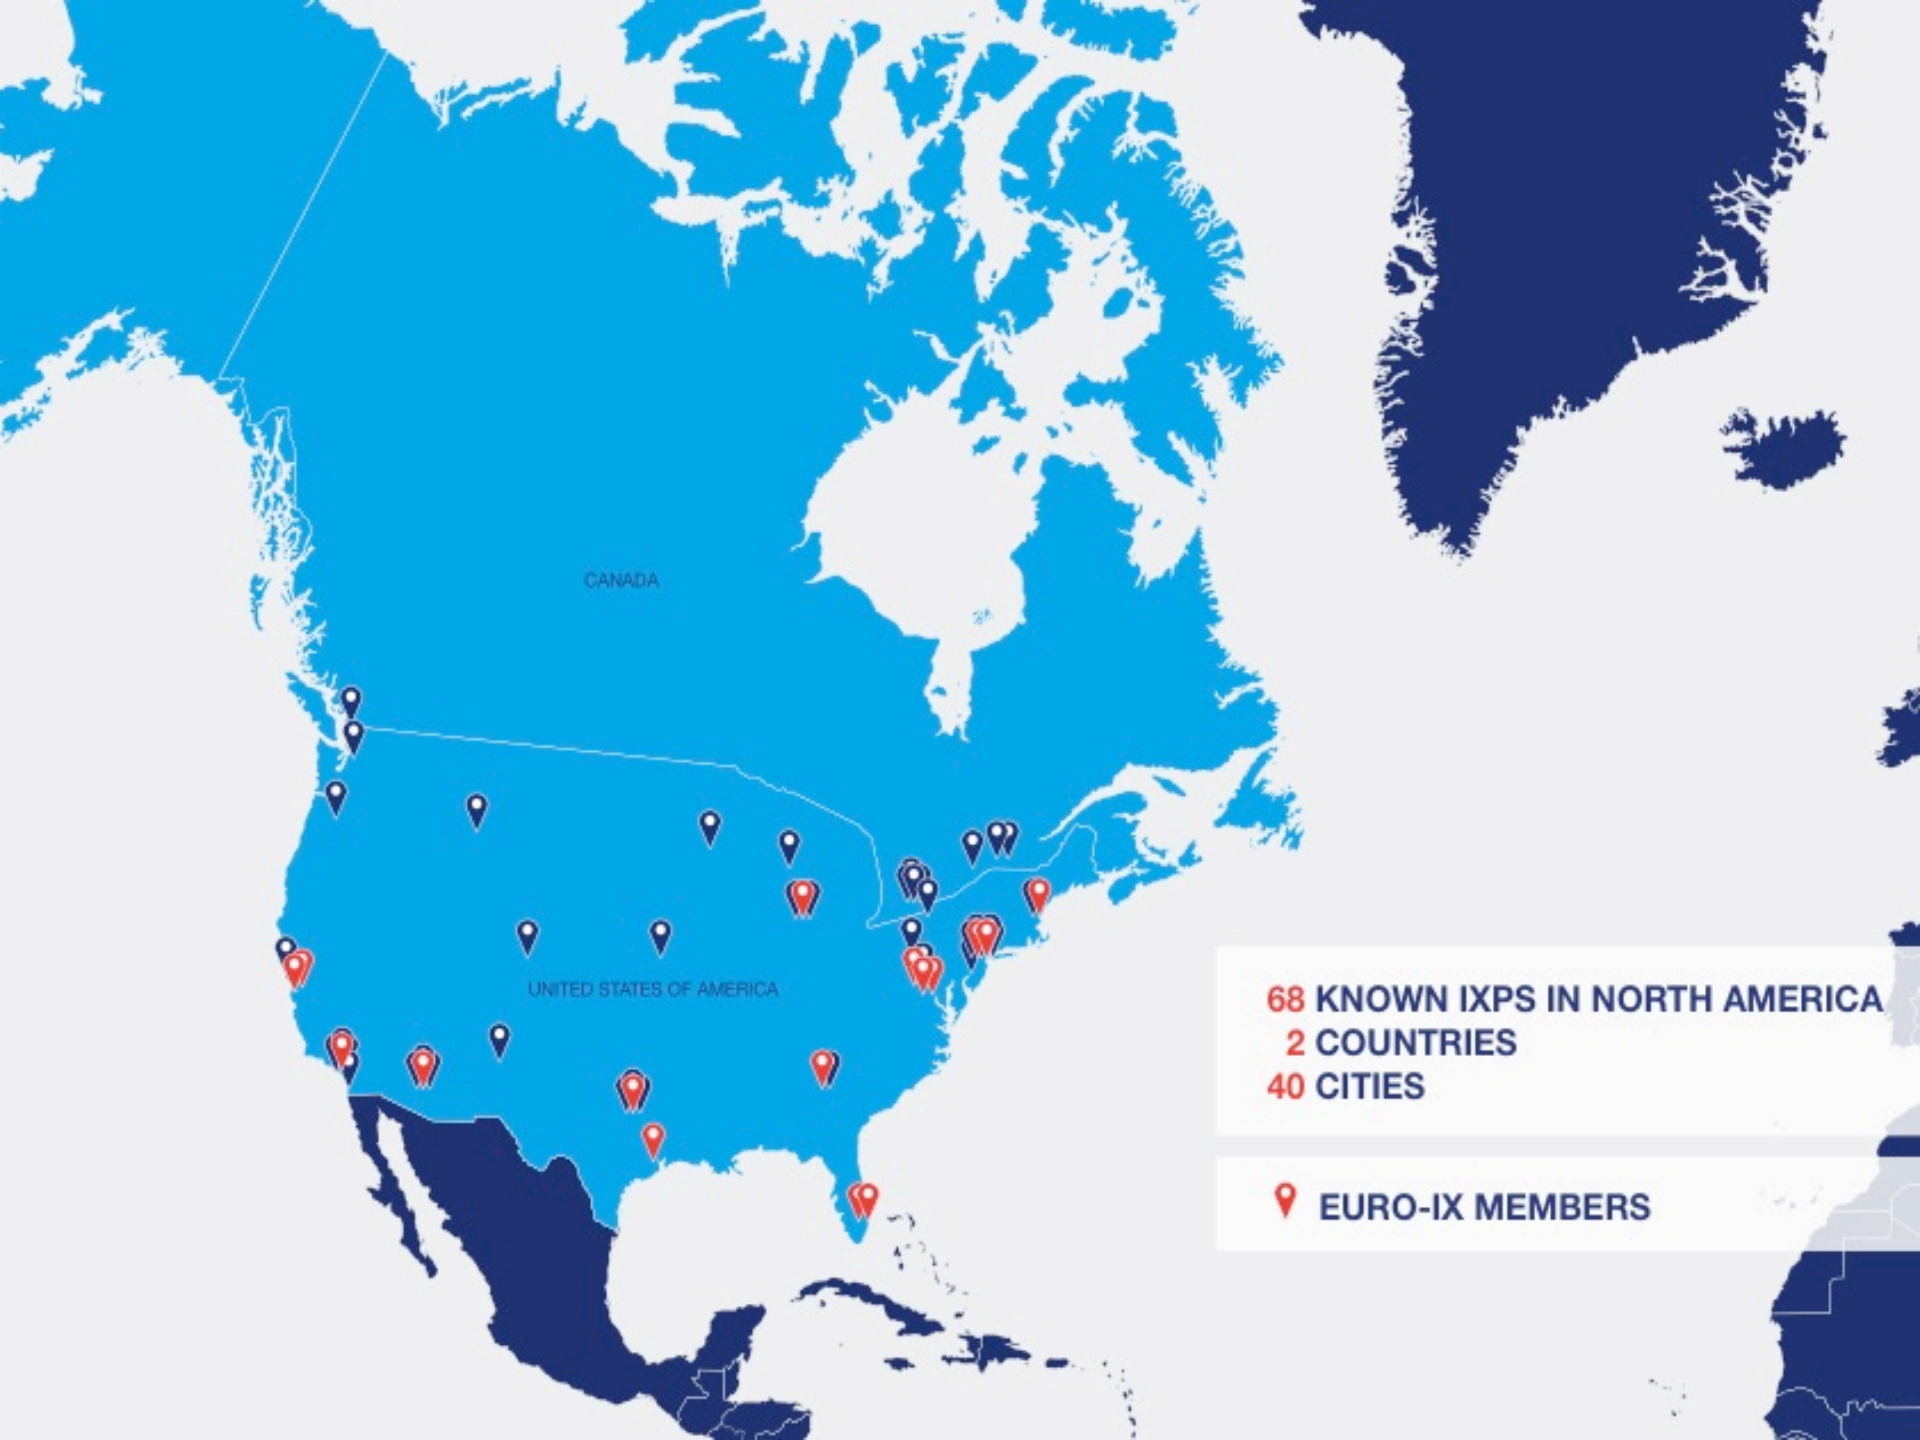 CANADA
UNITED STATES OF AMERICA
68 KNOWN IXPS IN NORTH AMERICA
2 COUNTRIES
40 CITIES
EURO-IX MEMBERS